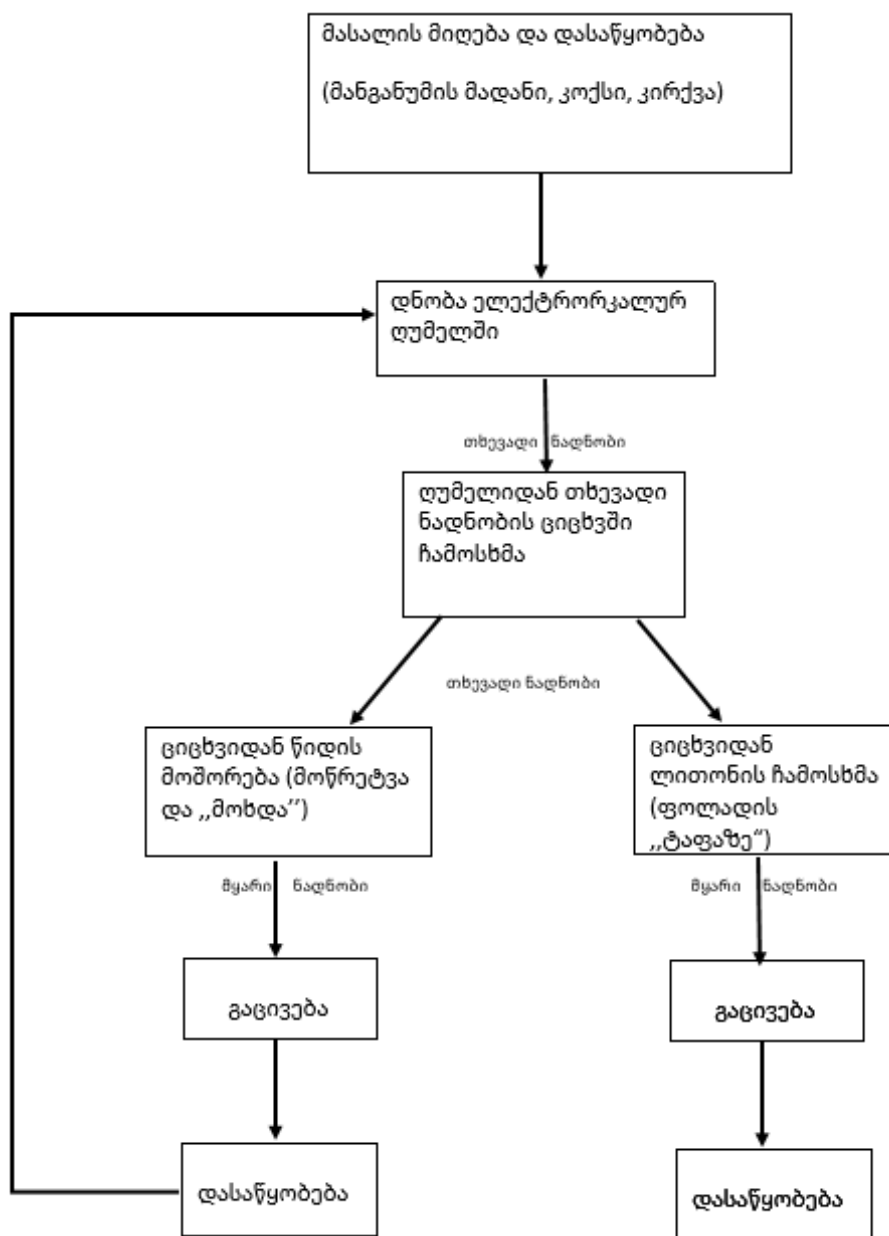 მასალის მიღება და დასაწყობება
(მანგანუმის მადანი, კოქსი, კირქვა)
დნობა ელექტრორკალურ
ღუმელში
თხევადი ნადნობი
ღუმელიდან თხევადი
ნადნობის ციცხვში
ჩამოსხმა
თხევადი ნადნობი
ციცხვიდან წიდის
მოშორება (მოწრეტვა
და ,,მოხდა’’)
ციცხვიდან
ლითონის ჩამოსხმა
(ფოლადის
,,ტაფაზე“)
მყარი ნადნობი
მყარი ნადნობი
გაცივება
გაცივება
დასაწყობება
დასაწყობება